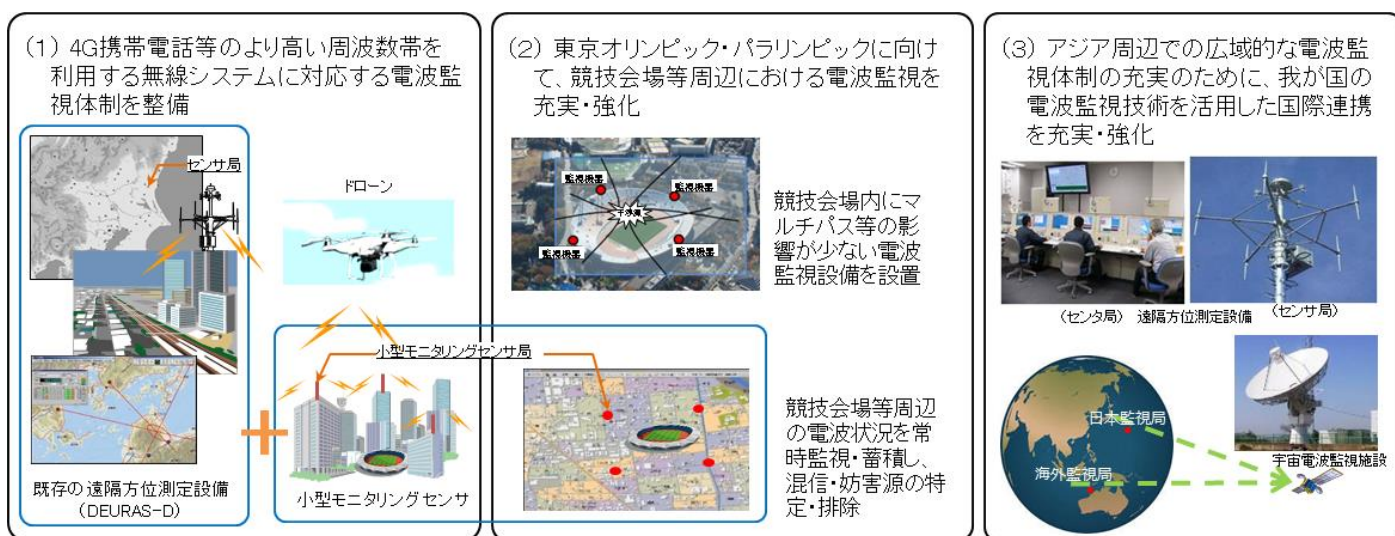 （1） 4G携帯電話等のより高い周波数帯を
利用する無線システムに対応する電波監
視体制を整備
センサ局
ドローン
小型モニタリングセンサ局
既存の遠隔方位測定設備
（DEURAS-D）
小型モニタリングセンサ
（2） 東京オリンピック・パラリンピックに向け
て、競技会場等周辺における電波監視を
充実・強化
監視機器
監視機器
干渉源
監視機器
監視機器
競技会場内にマ
ルチパス等の影
響が少ない電波
監視設備を設置
競技会場等周辺
の電波状況を常
時監視・蓄積し、
混信・妨害源の特
定・排除
（3） アジア周辺での広域的な電波監
視体制の充実のために、我が国の
電波監視技術を活用した国際連携
を充実・強化
（センタ局） 遠隔方位測定設備 （センサ局）
日本監視局
海外監視局
宇宙電波監視施設